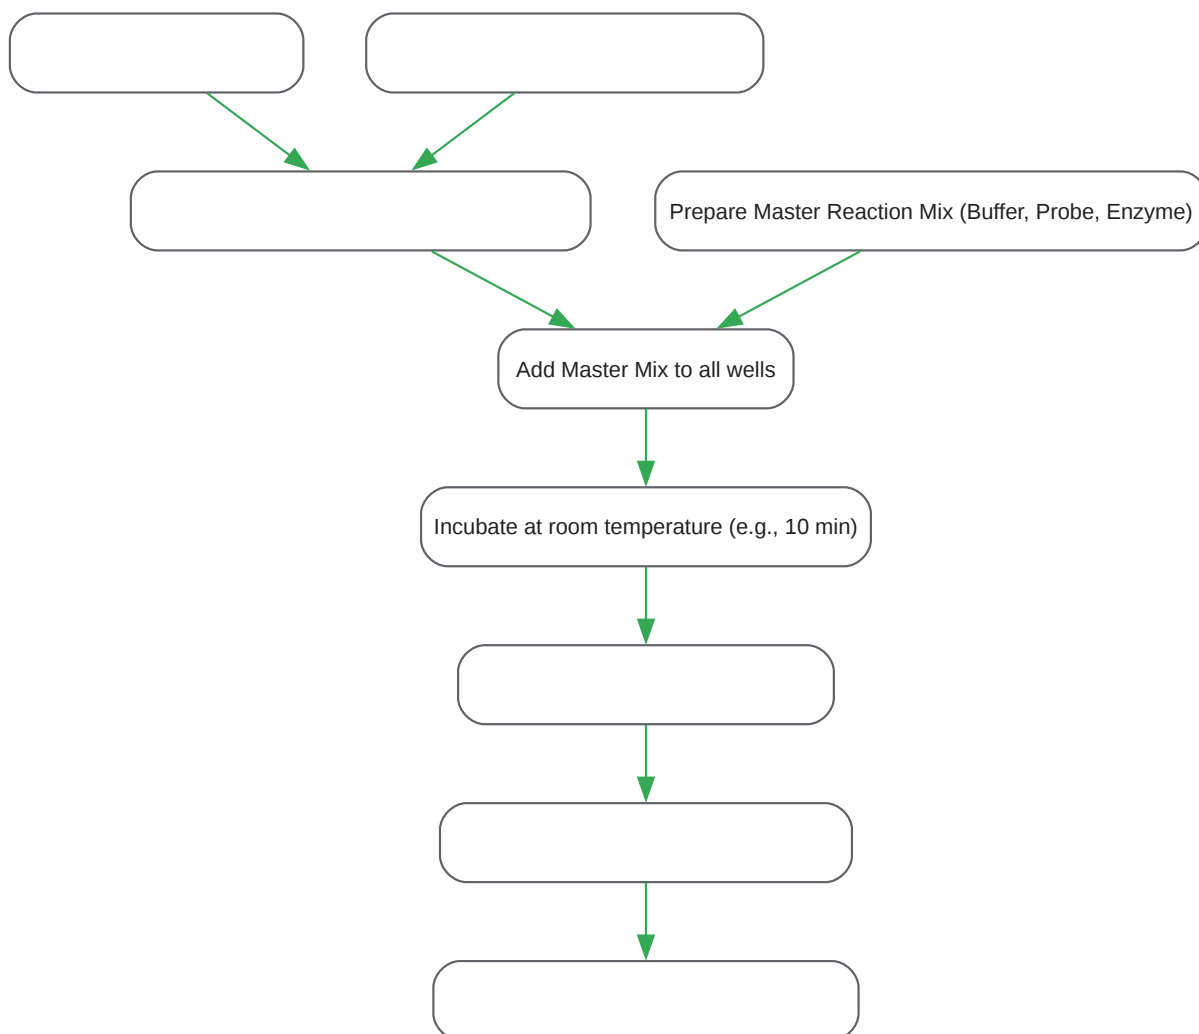 Prepare Master Reaction Mix (Buffer, Probe, Enzyme)
Add Master Mix to all wells
Incubate at room temperature (e.g., 10 min)